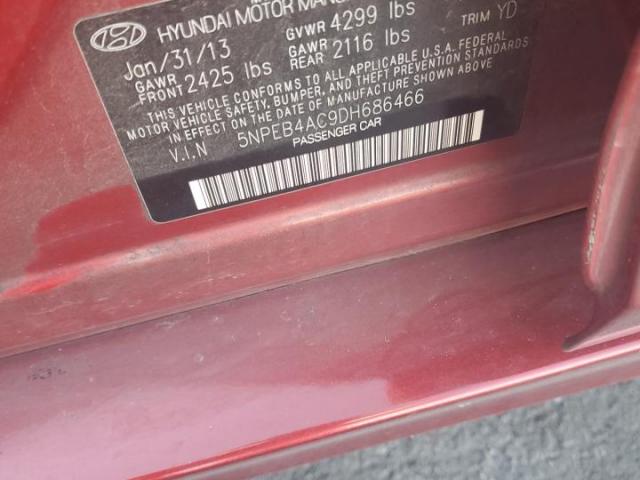 HYUNDAI MOTOR MAN
Jan/31/13 GVWR 4299 lbs TRIM YD
GAWR FRONT 2425 lbs GAWR REAR 2116 lbs
THIS VEHICLE CONFORMS TO ALL APPLICABLE U.S.A. FEDERAL
MOTOR VEHICLE SAFETY, BUMPER, AND THEFT PREVENTION STANDARDS
IN EFFECT ON THE DATE OF MANUFACTURE SHOWN ABOVE.
V.I.N 5NPEB4AC9DH686466
PASSENGER CAR